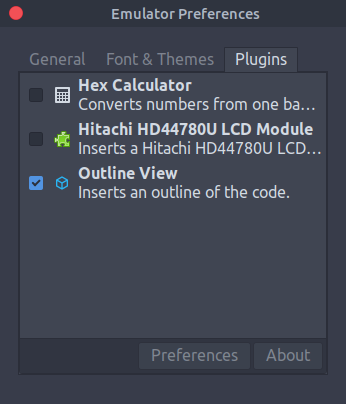 Emulator Preferences
General Font & Themes Plugins
Hex Calculator
Converts numbers from one ba...
Hitachi HD44780U LCD Module
Inserts a Hitachi HD44780U LCD...
Outline View
Inserts an outline of the code.
Preferences About